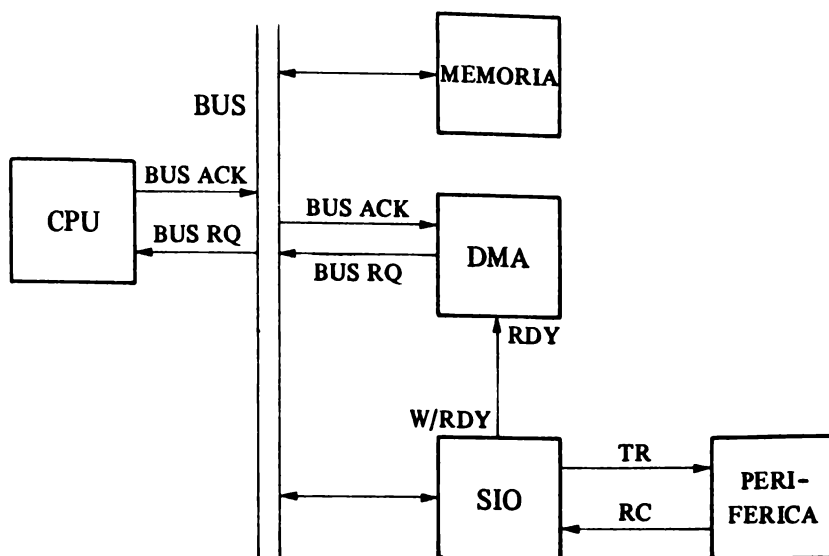 MEMORIA
BUS
BUS ACK
CPU
BUS RQ
BUS ACK
BUS RQ
DMA
RDY
W/RDY
SIO
TR
RC
PERI-
FERICA